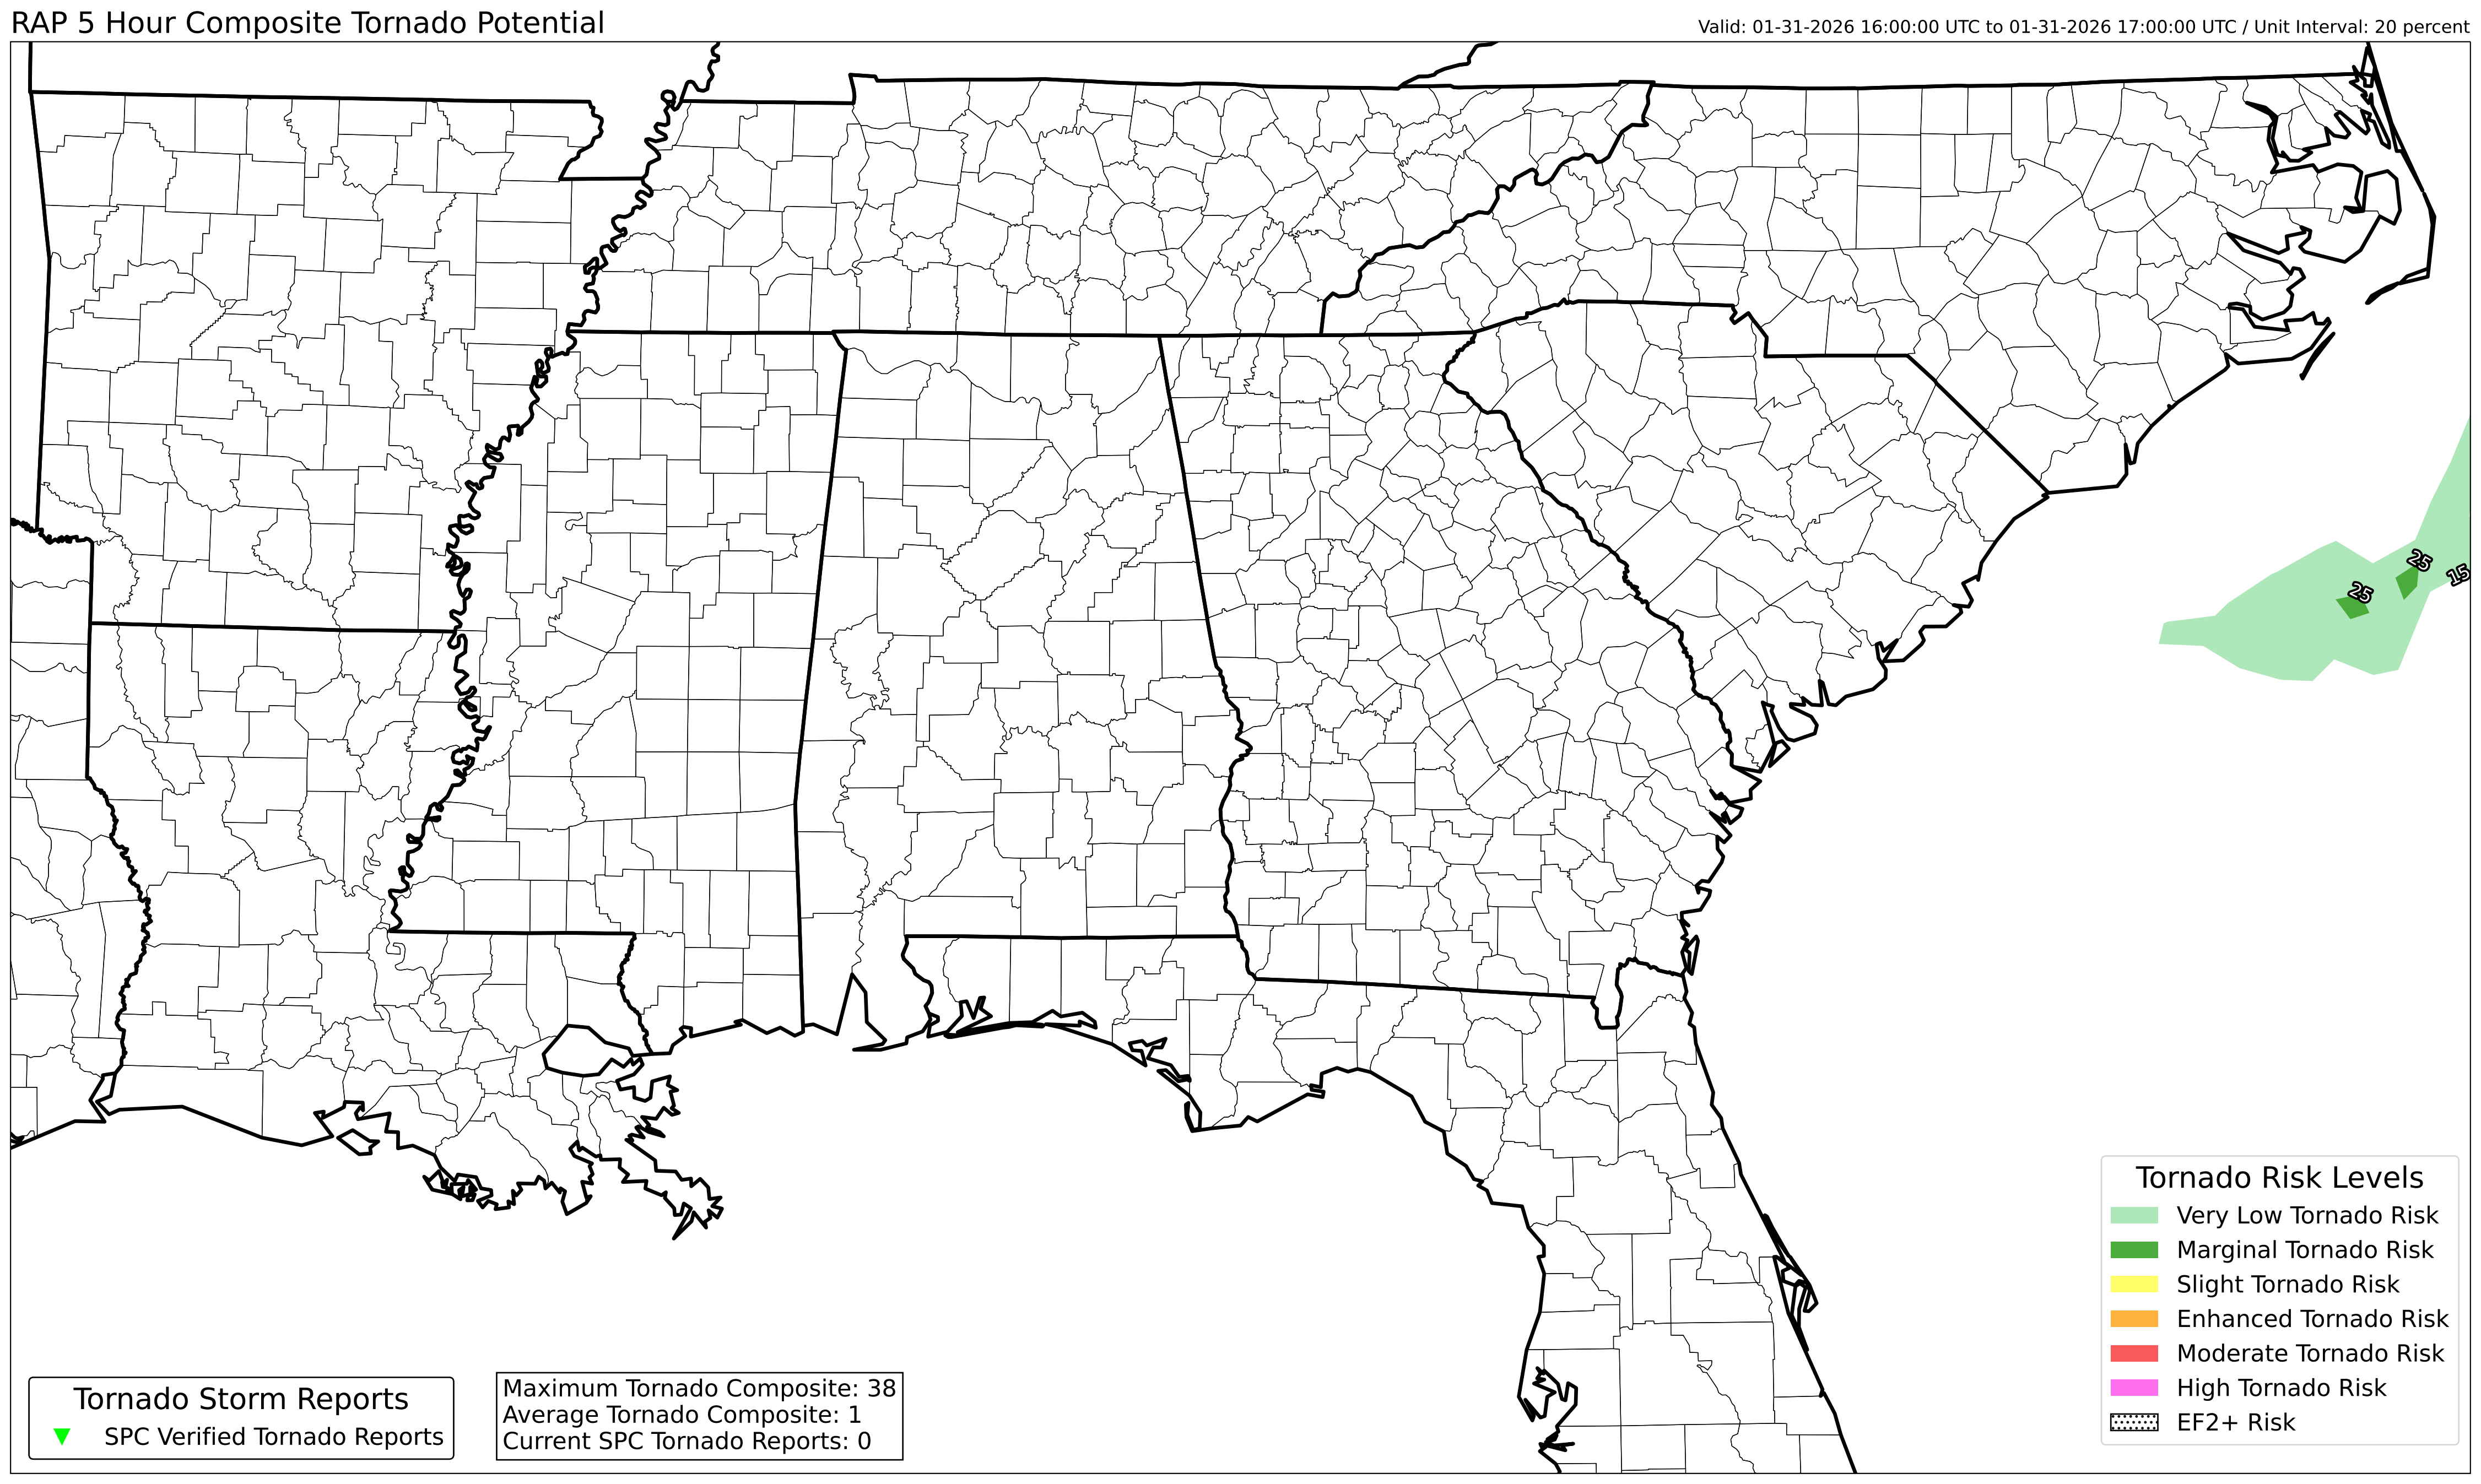 RAP 5 Hour Composite Tornado Potential
Valid: 01-31-2026 16:00:00 UTC to 01-31-2026 17:00:00 UTC / Unit Interval: 20 percent
25
25
15
Tornado Risk Levels
Very Low Tornado Risk
Marginal Tornado Risk
Slight Tornado Risk
Enhanced Tornado Risk
Moderate Tornado Risk
High Tornado Risk
EF2+ Risk
Tornado Storm Reports
SPC Verified Tornado Reports
Maximum Tornado Composite: 38
Average Tornado Composite: 1
Current SPC Tornado Reports: 0